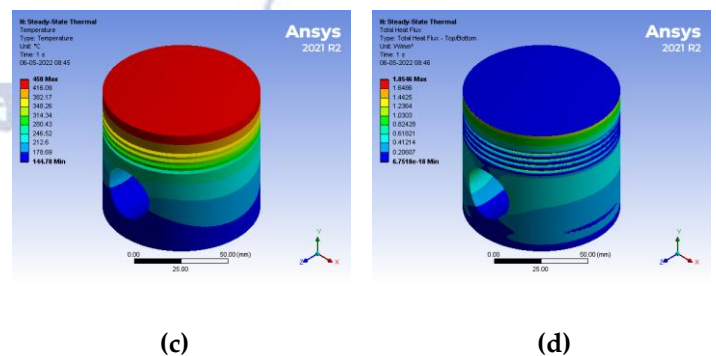 B: Steady-State Thermal
Temperature
Type: Temperature
Unit: °C
Time: 1 s
06-05-2022 08:45
450 Max
416.09
382.17
348.26
314.34
280.43
246.52
212.6
178.69
144.78 Min
Ansys
2021 R2
0.00
50.00 (mm)
25.00
Y
Z
X
(c)
B: Steady-State Thermal
Total Heat Flux
Type: Total Heat Flux - Top/Bottom
Unit: W/mm²
Time: 1 s
06-05-2022 08:46
1.8546 Max
1.6486
1.4425
1.2364
1.0303
0.82428
0.61821
0.41214
0.20607
6.7518e-18 Min
Ansys
2021 R2
0.00
50.00 (mm)
25.00
Y
Z
X
(d)